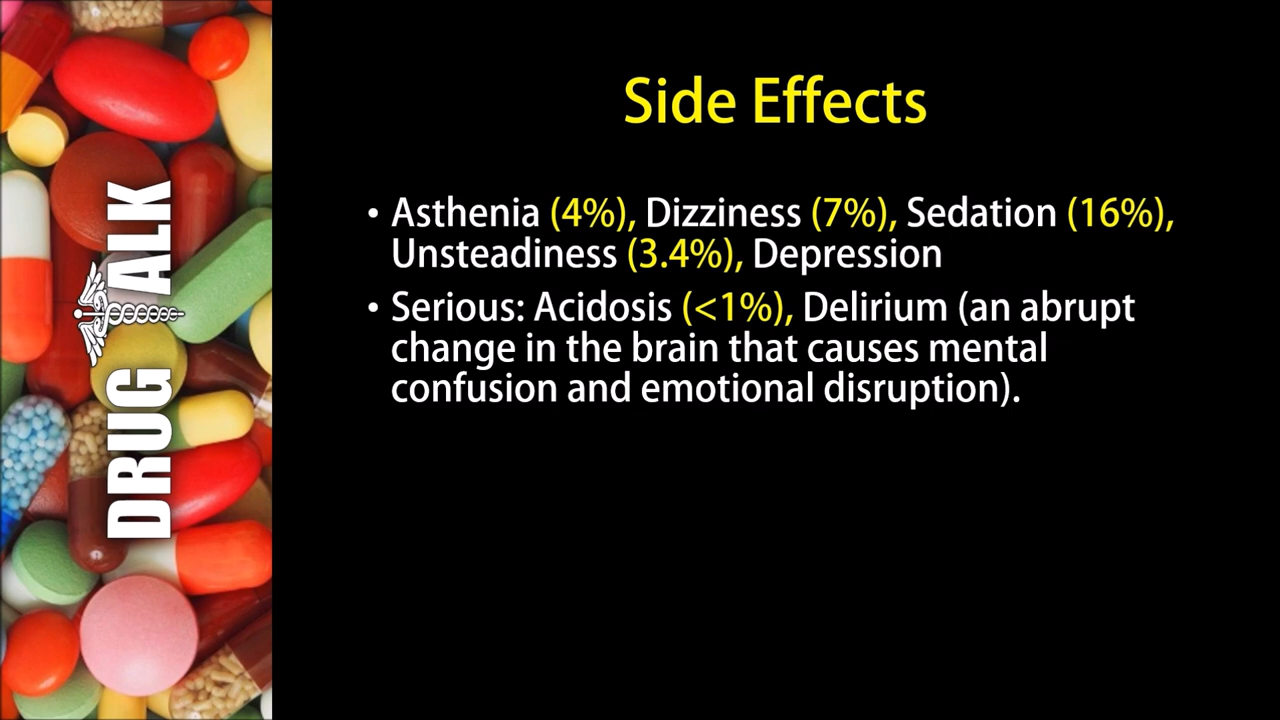 DRUG TALK
Side Effects
• Asthenia (4%), Dizziness (7%), Sedation (16%),
Unsteadiness (3.4%), Depression
• Serious: Acidosis (<1%), Delirium (an abrupt
change in the brain that causes mental
confusion and emotional disruption).